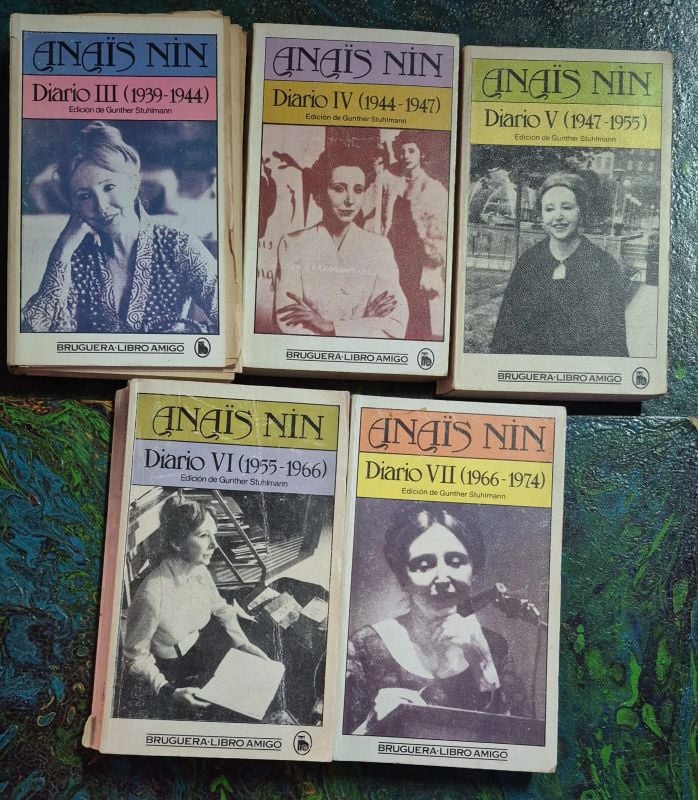 ANAÏS NIN
Diario III (1939-1944)
Edición de Gunther Stuhlmann
BRUGUERA·LIBRO AMIGO
ANAÏS NIN
Diario IV (1944-1947)
Edición de Gunther Stuhlmann
BRUGUERA·LIBRO AMIGO
ANAÏS NIN
Diario V (1947-1955)
Edición de Gunther Stuhlmann
BRUGUERA·LIBRO AMIGO
ANAÏS NIN
Diario VI (1955-1966)
Edición de Gunther Stuhlmann
BRUGUERA·LIBRO AMIGO
ANAÏS NIN
Diario VII (1966-1974)
Edición de Gunther Stuhlmann
BRUGUERA·LIBRO AMIGO